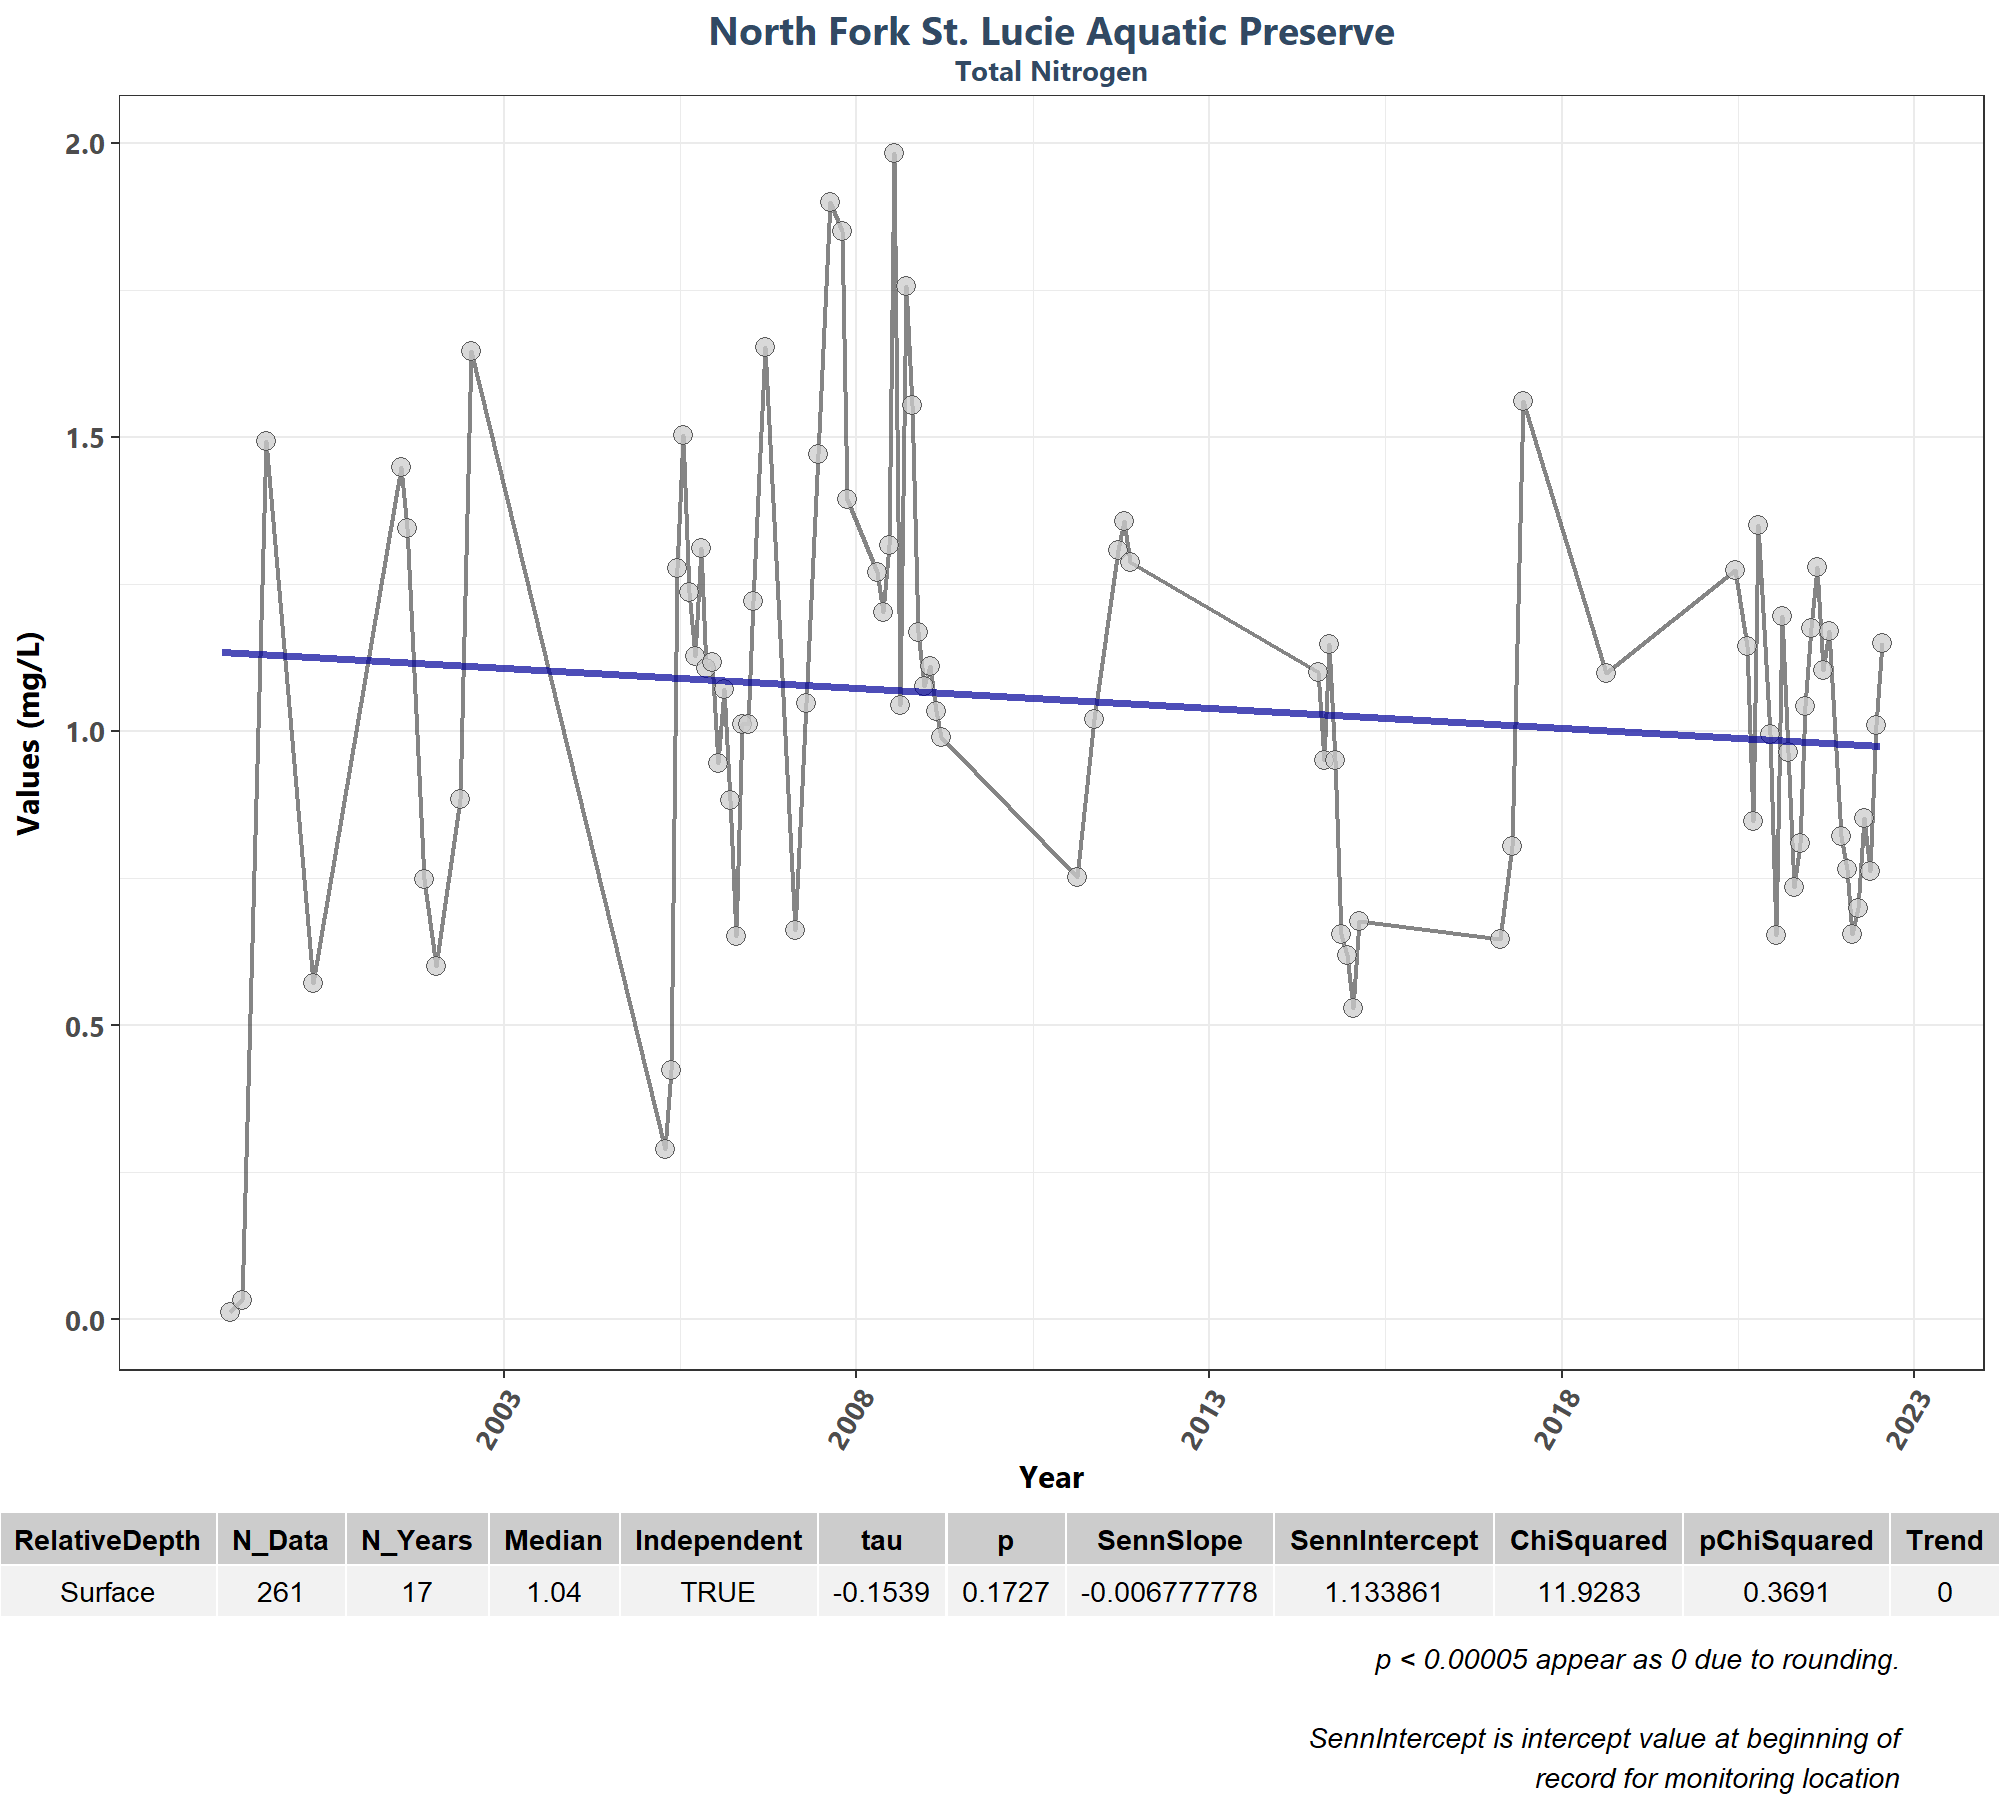 North Fork St. Lucie Aquatic Preserve
Total Nitrogen
2.0
1.5
1.0
0.5
0.0
Values (mg/L)
2003
2008
2013
2018
2023
Year
RelativeDepth N_Data N_Years Median Independent tau p SennSlope SennIntercept ChiSquared pChiSquared Trend
Surface 261 17 1.04 TRUE -0.1539 0.1727 -0.006777778 1.133861 11.9283 0.3691 0
p < 0.00005 appear as 0 due to rounding.
SennIntercept is intercept value at beginning of
record for monitoring location